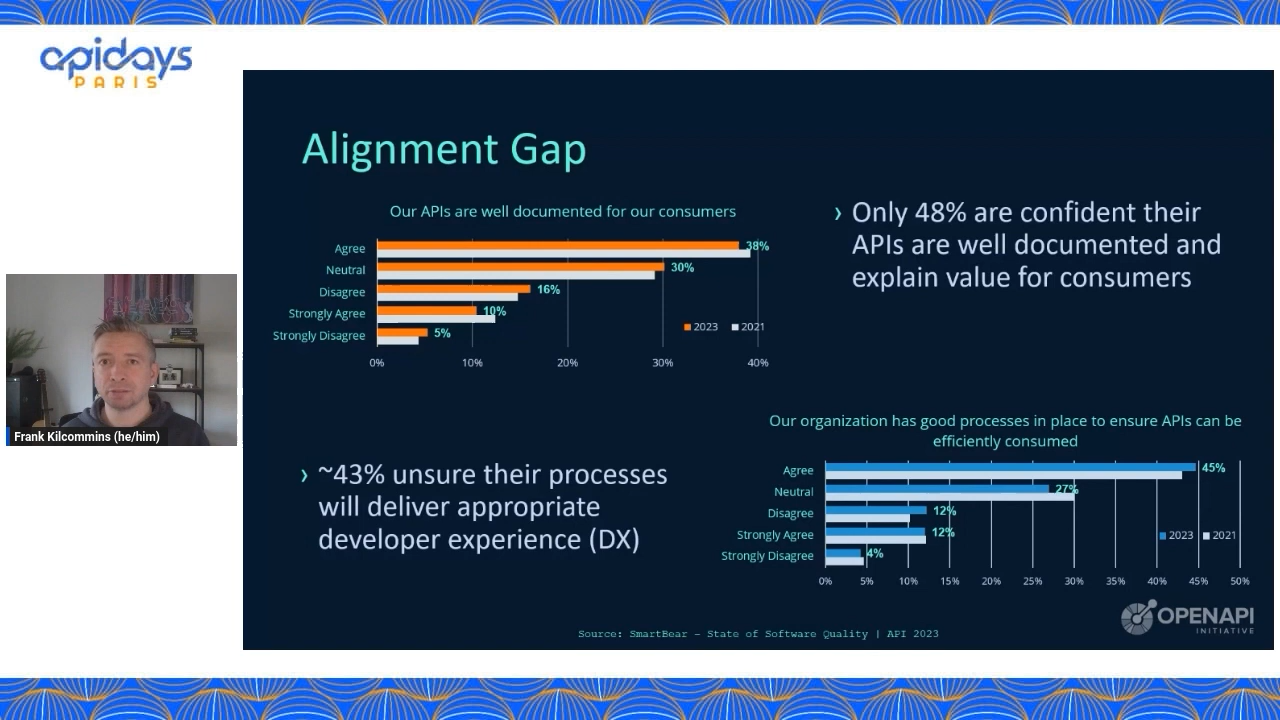 apidays
PARIS
Alignment Gap
Our APIs are well documented for our consumers
Agree
38%
Neutral
30%
Disagree
16%
Strongly Agree
10%
Strongly Disagree
5%
2023
2021
0%
10%
20%
30%
40%
› Only 48% are confident their
APIs are well documented and
explain value for consumers
Frank Kilcommins (he/him)
› ~43% unsure their processes
will deliver appropriate
developer experience (DX)
Our organization has good processes in place to ensure APIs can be
efficiently consumed
Agree
45%
Neutral
27%
Disagree
12%
Strongly Agree
12%
Strongly Disagree
4%
2023
2021
0%
5%
10%
15%
20%
25%
30%
35%
40%
45%
50%
OPENAPI
INITIATIVE
Source: SmartBear – State of Software Quality | API 2023